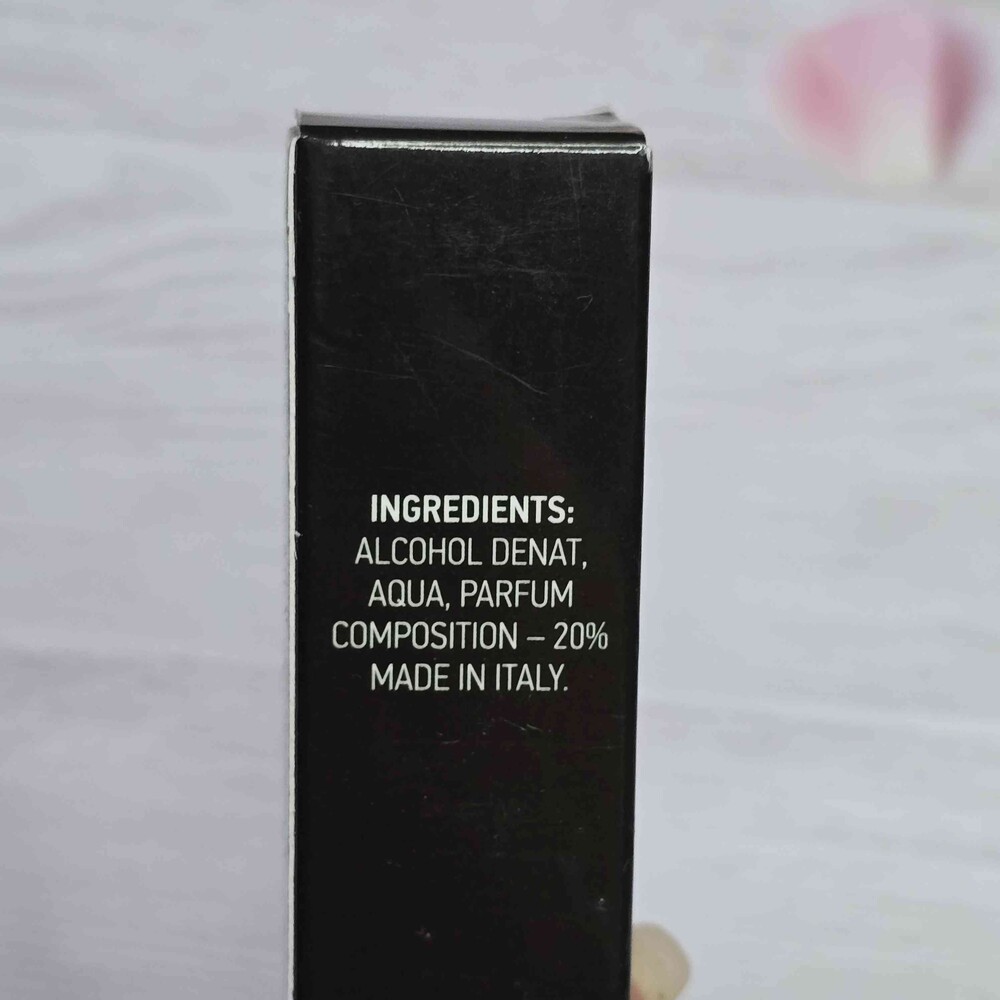 INGREDIENTS:
ALCOHOL DENAT,
AQUA, PARFUM
COMPOSITION – 20%
MADE IN ITALY.